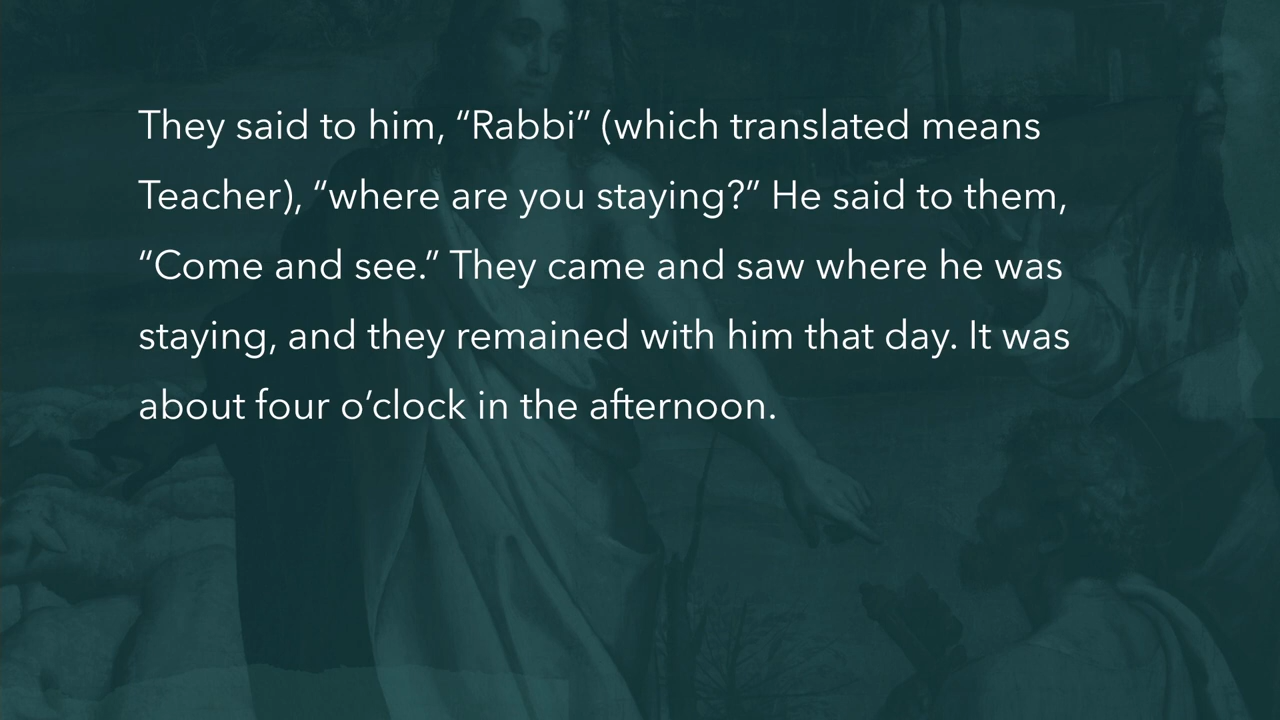 They said to him, “Rabbi” (which translated means
Teacher), “where are you staying?” He said to them,
“Come and see.” They came and saw where he was
staying, and they remained with him that day. It was
about four o’clock in the afternoon.